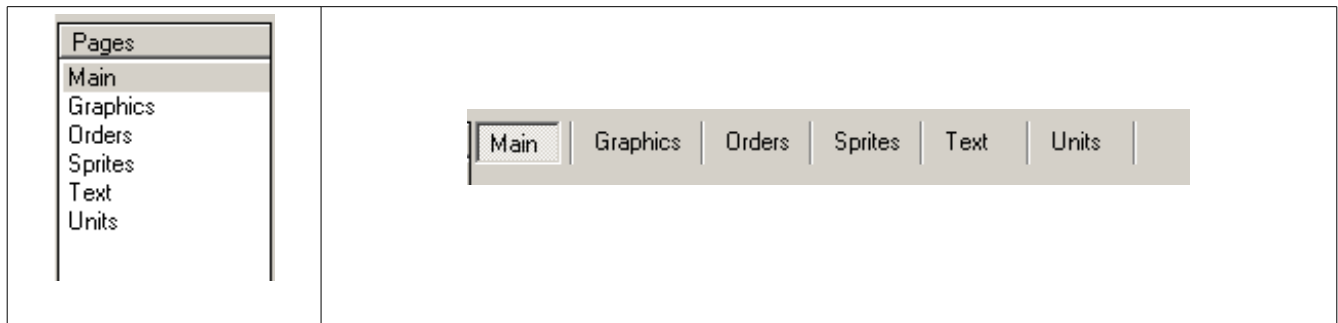 Pages
Main
Graphics
Orders
Sprites
Text
Units
Main Graphics Orders Sprites Text Units